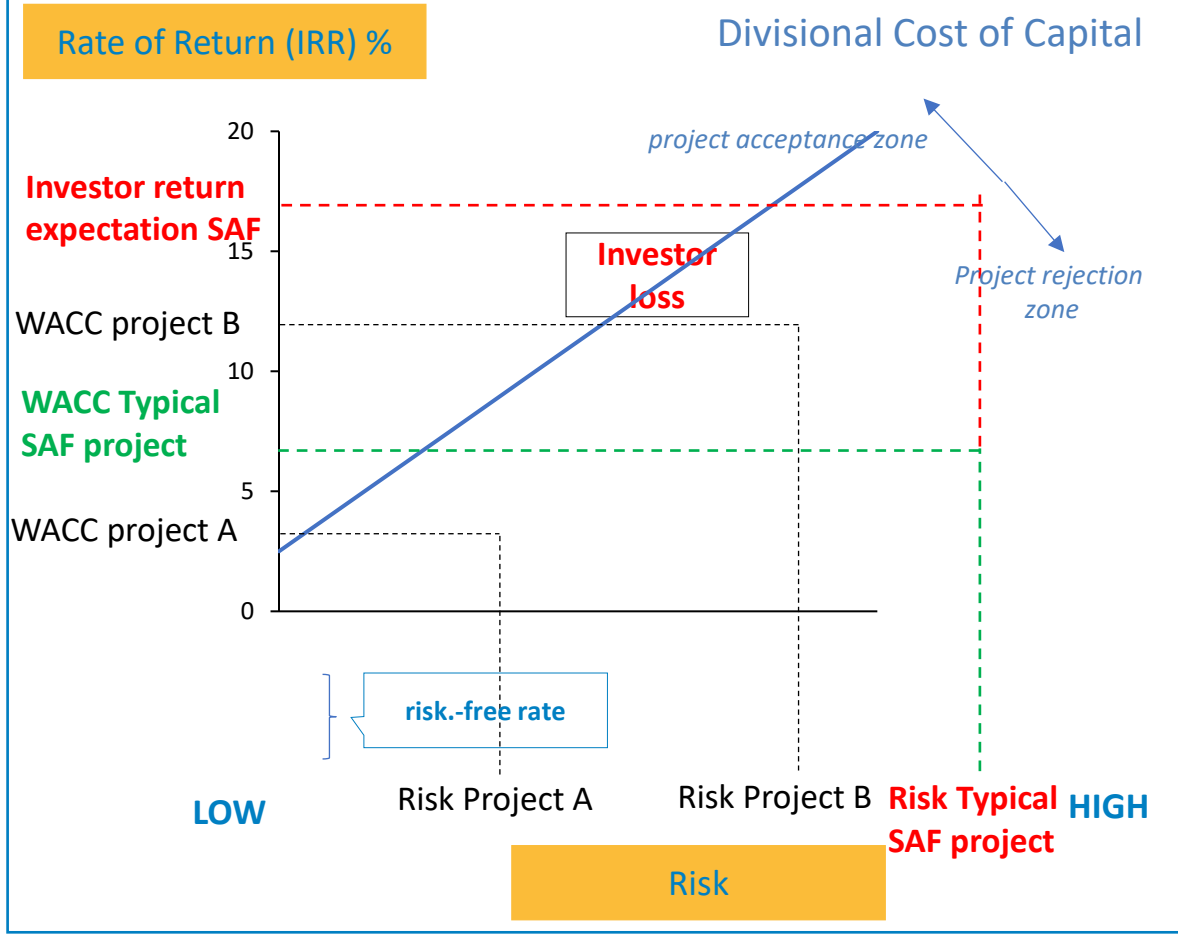 Rate of Return (IRR) %
Divisional Cost of Capital
20
project acceptance zone
Investor return
expectation SAF
15
Investor
loss
Project rejection
zone
WACC project B
10
WACC Typical
SAF project
5
WACC project A
0
risk.-free rate
LOW
Risk Project A
Risk Project B
Risk Typical
SAF project
HIGH
Risk